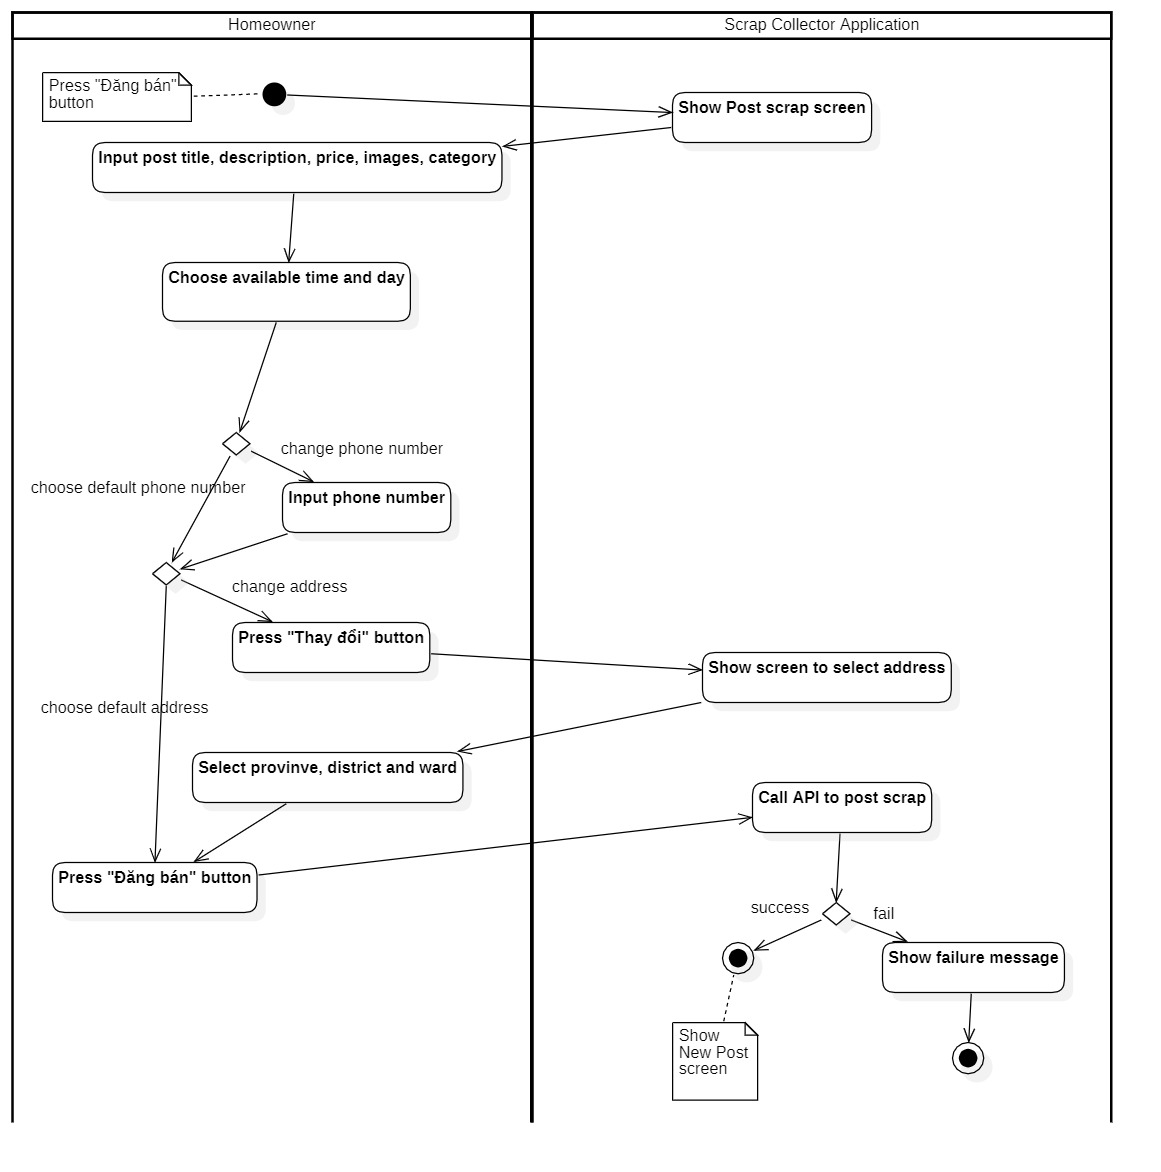 Homeowner
Scrap Collector Application
Press "Đăng bán"
button
Show Post scrap screen
Input post title, description, price, images, category
Choose available time and day
change phone number
choose default phone number
Input phone number
change address
Press "Thay đổi" button
Show screen to select address
choose default address
Select provinve, district and ward
Call API to post scrap
Press "Đăng bán" button
success
fail
Show failure message
Show
New Post
screen